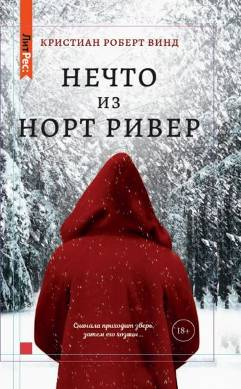 ЛитРес:
КРИСТИАН РОБЕРТ ВИНД
НЕЧТО
ИЗ
НОРТ РИВЕР
Сначала приходит зверь,
затем его хозяин...
18+